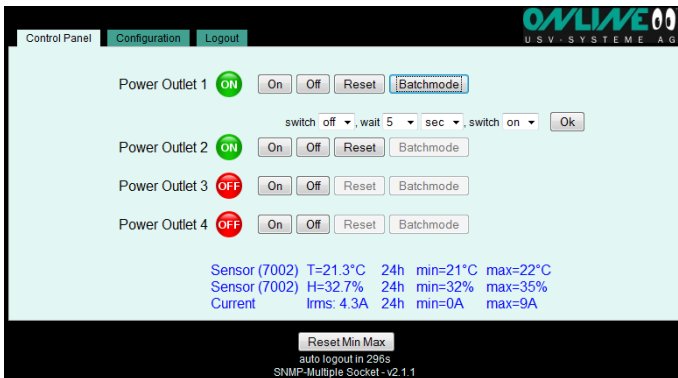 ONLINE
USV-SYSTEME AG
Control Panel Configuration Logout
Power Outlet 1 ON On Off Reset Batchmode
switch off , wait 5 sec , switch on Ok
Power Outlet 2 ON On Off Reset Batchmode
Power Outlet 3 OFF On Off Reset Batchmode
Power Outlet 4 OFF On Off Reset Batchmode
Sensor (7002) T=21.3°C 24h min=21°C max=22°C
Sensor (7002) H=32.7% 24h min=32% max=35%
Current Irms: 4.3A 24h min=0A max=9A
Reset Min Max
auto logout in 296s
SNMP-Multiple Socket - v2.1.1